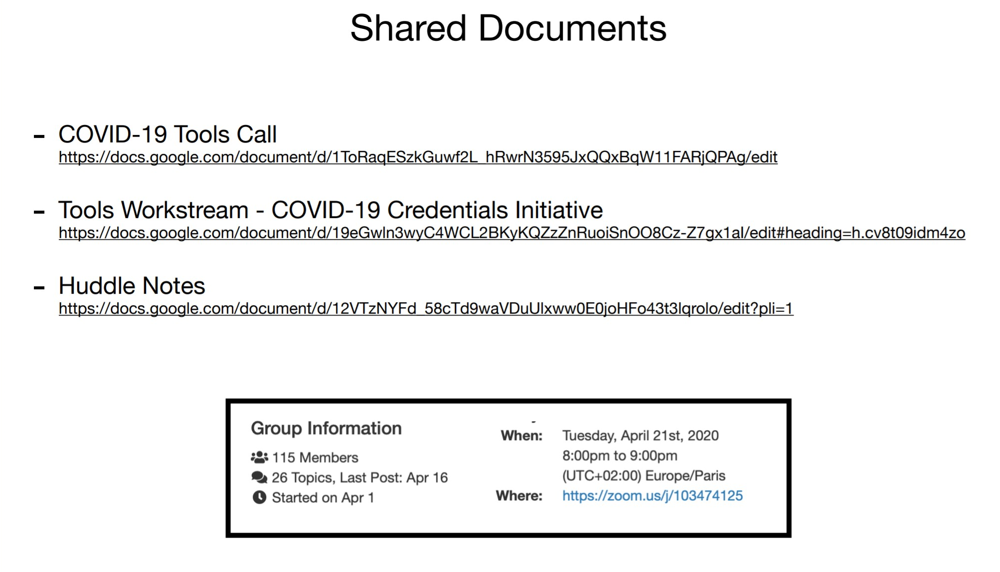 Shared Documents
- COVID-19 Tools Call
https://docs.google.com/document/d/1ToRaqESzkGuwf2L_hRwrN3595JxQQxBqW11FARjQPAg/edit
- Tools Workstream - COVID-19 Credentials Initiative
https://docs.google.com/document/d/19eGwIn3wyC4WCL2BKyKQZzZnRuoiSnOO8Cz-Z7gx1aI/edit#heading=h.cv8t09idm4zo
- Huddle Notes
https://docs.google.com/document/d/12VTzNYFd_58cTd9waVDuUlxww0E0joHFo43t3lqrolo/edit?pli=1
Group Information
115 Members
26 Topics, Last Post: Apr 16
Started on Apr 1
When: Tuesday, April 21st, 2020
8:00pm to 9:00pm
(UTC+02:00) Europe/Paris
Where: https://zoom.us/j/103474125